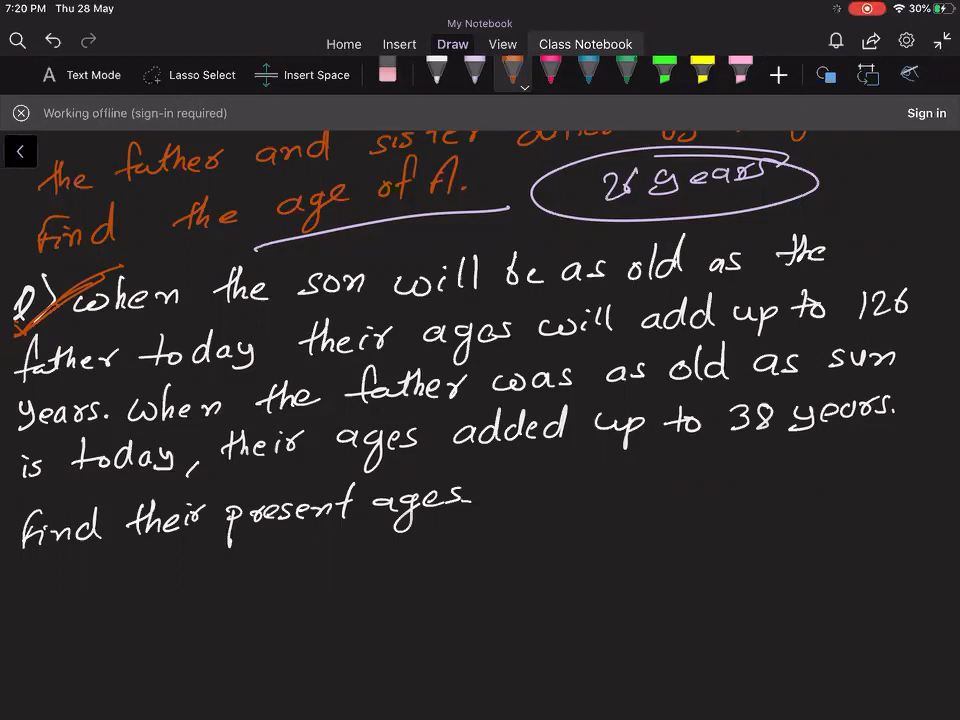 7:20 PM Thu 28 May
30%
My Notebook
Home Insert Draw View Class Notebook
A Text Mode Lasso Select Insert Space
Working offline (sign-in required) Sign in
the father and sister
26 years
Find the age of A.
Q) when the son will be as old as the
father today their ages will add up to 126
years. When the father was as old as sun
is today, their ages added up to 38 years.
Find their present ages